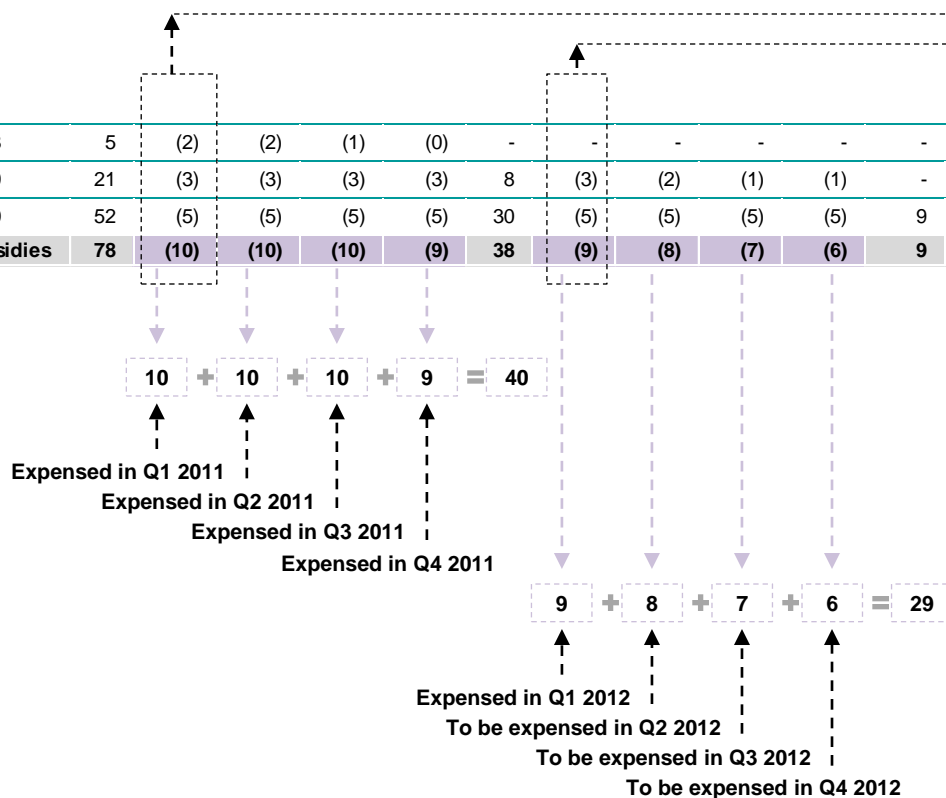 5 (2) (2) (1) (0) - - - - - -
21 (3) (3) (3) (3) 8 (3) (2) (1) (1) -
52 (5) (5) (5) (5) 30 (5) (5) (5) (5) 9
sidies 78 (10) (10) (10) (9) 38 (9) (8) (7) (6) 9
10 + 10 + 10 + 9 = 40
Expensed in Q1 2011
Expensed in Q2 2011
Expensed in Q3 2011
Expensed in Q4 2011
9 + 8 + 7 + 6 = 29
Expensed in Q1 2012
To be expensed in Q2 2012
To be expensed in Q3 2012
To be expensed in Q4 2012